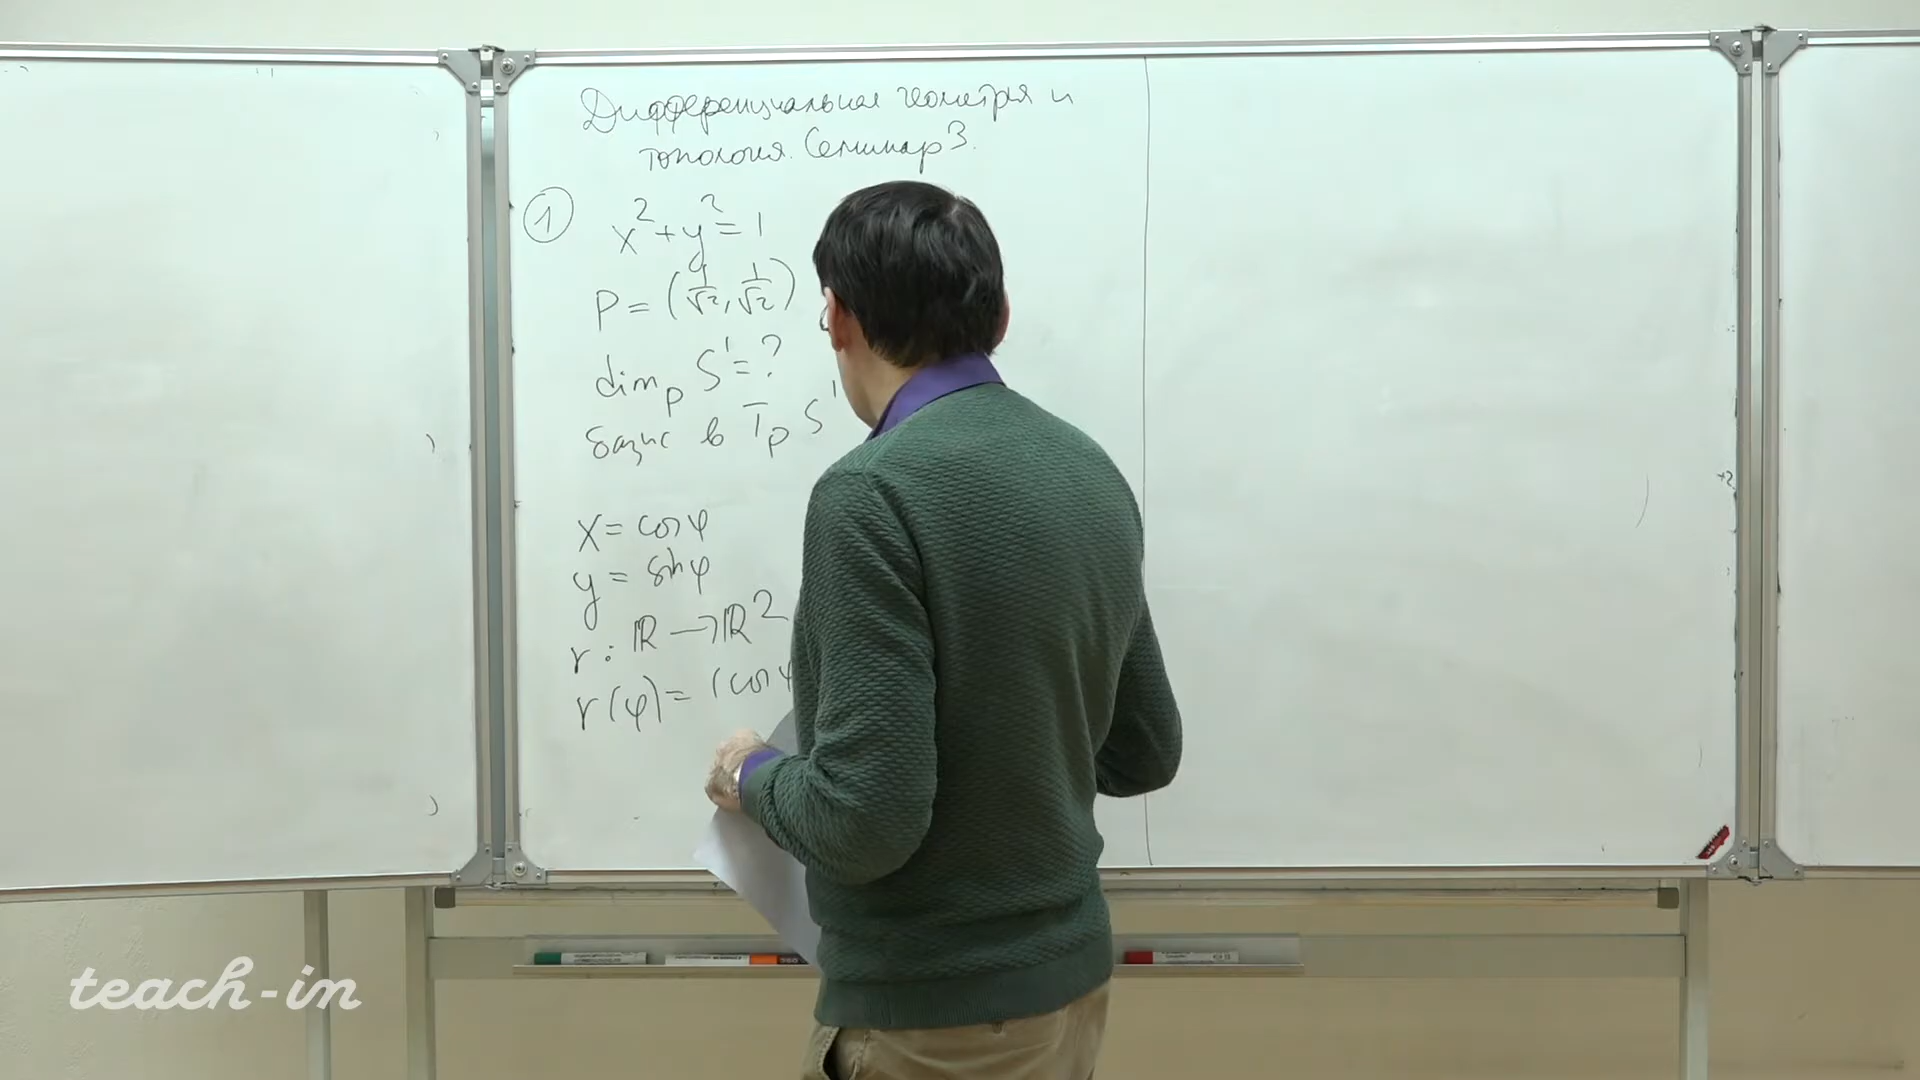 Дифференциальная геометрия и
топология. Семинар 3.
① x² + y² = 1
P = (1/√2, 1/√2)
dim_P S¹ = ?
базис в T_P S¹
x = cos φ
y = sin φ
r : ℝ → ℝ²
r(φ) = (cos φ
teach-in